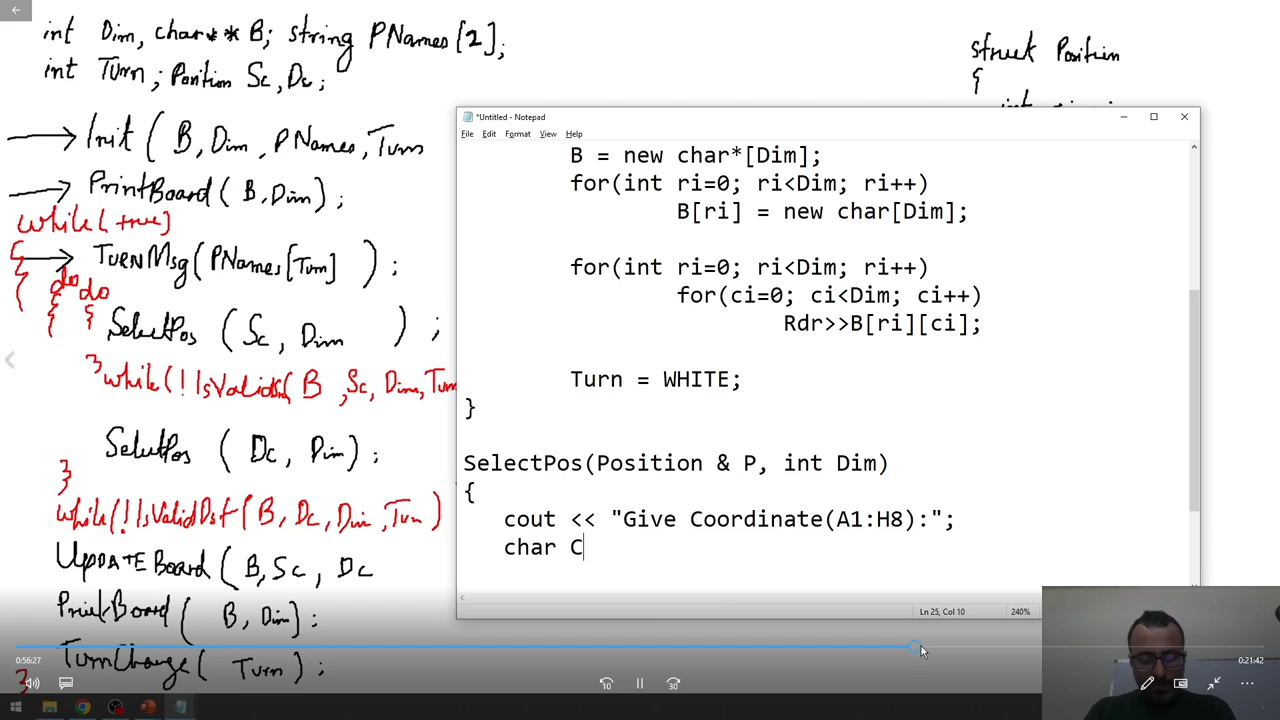 int Dim, char** B; string PNames[2];
int Turn; Position Sc, Dc;
Init( B, Dim, PNames, Turn
PrintBoard( B, Dim);
while(true)
{
TurnMsg( PNames[Turn] );
do do
{ {
SelectPos ( Sc, Dim );
}while(! IsValidSc( B, Sc, Dim, Turn
SelectPos ( Dc, Dim );
}
while(! IsValidDst( B, Dc, Dim, Turn)
UpdateBoard ( B, Sc, Dc
PrintBoard ( B, Dim);
TurnChange( Turn );
}
struct Position
{
*Untitled - Notepad
File Edit Format View Help
B = new char*[Dim];
for(int ri=0; ri<Dim; ri++)
B[ri] = new char[Dim];
for(int ri=0; ri<Dim; ri++)
for(ci=0; ci<Dim; ci++)
Rdr>>B[ri][ci];
Turn = WHITE;
}
SelectPos(Position & P, int Dim)
{
cout << "Give Coordinate(A1:H8):";
char C
Ln 25, Col 10 240%
0:56:27 0:21:42
10 30